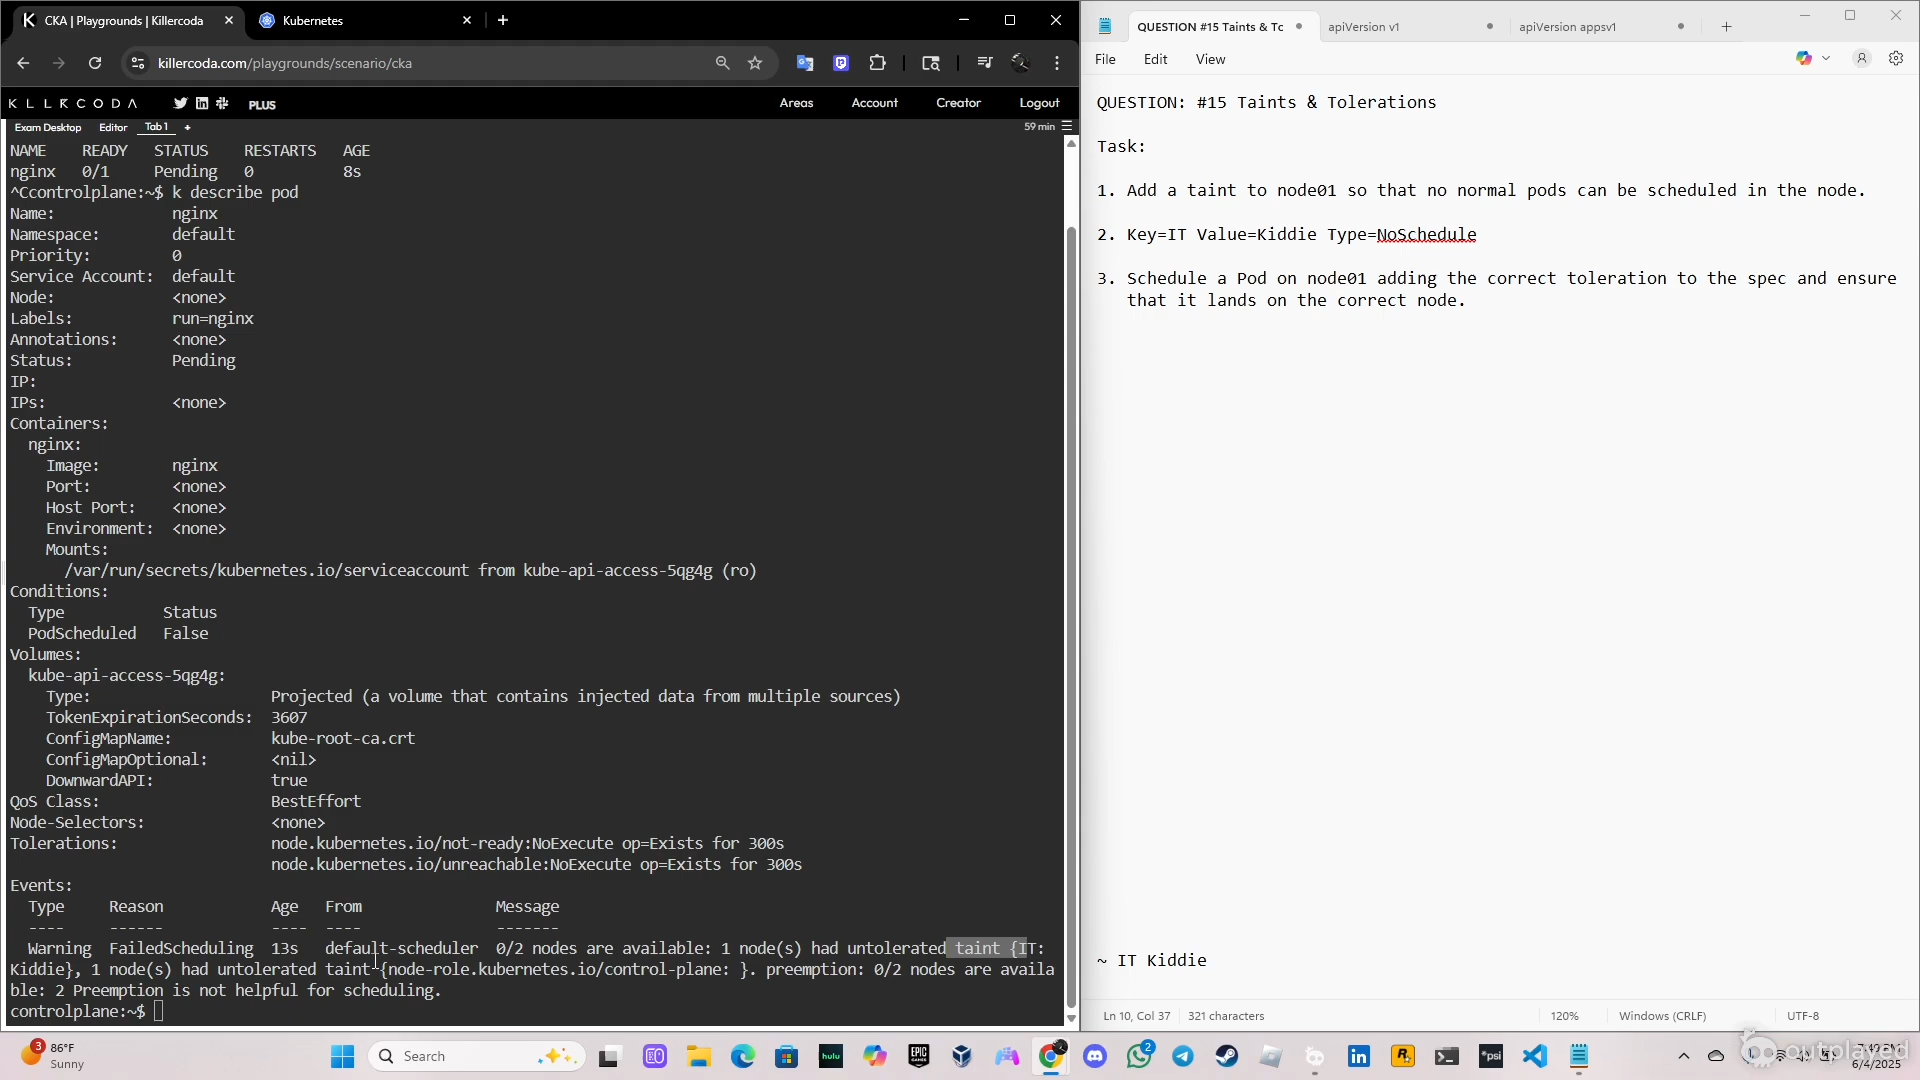 CKA | Playgrounds | Killercoda
Kubernetes
killercoda.com/playgrounds/scenario/cka
KLLRCODA
PLUS
Areas
Account
Creator
Logout
Exam Desktop
Editor
Tab 1
+
59 min
NAME READY STATUS RESTARTS AGE
nginx 0/1 Pending 0 8s
^Ccontrolplane:~$ k describe pod
Name: nginx
Namespace: default
Priority: 0
Service Account: default
Node: <none>
Labels: run=nginx
Annotations: <none>
Status: Pending
IP:
IPs: <none>
Containers:
nginx:
Image: nginx
Port: <none>
Host Port: <none>
Environment: <none>
Mounts:
/var/run/secrets/kubernetes.io/serviceaccount from kube-api-access-5qg4g (ro)
Conditions:
Type Status
PodScheduled False
Volumes:
kube-api-access-5qg4g:
Type: Projected (a volume that contains injected data from multiple sources)
TokenExpirationSeconds: 3607
ConfigMapName: kube-root-ca.crt
ConfigMapOptional: <nil>
DownwardAPI: true
QoS Class: BestEffort
Node-Selectors: <none>
Tolerations: node.kubernetes.io/not-ready:NoExecute op=Exists for 300s
node.kubernetes.io/unreachable:NoExecute op=Exists for 300s
Events:
Type Reason Age From Message
---- ------ ---- ---- -------
Warning FailedScheduling 13s default-scheduler 0/2 nodes are available: 1 node(s) had untolerated taint {IT:
Kiddie}, 1 node(s) had untolerated taint {node-role.kubernetes.io/control-plane: }. preemption: 0/2 nodes are availa
ble: 2 Preemption is not helpful for scheduling.
controlplane:~$
QUESTION #15 Taints & Tc
apiVersion v1
apiVersion appsv1
File
Edit
View
QUESTION: #15 Taints & Tolerations
Task:
1. Add a taint to node01 so that no normal pods can be scheduled in the node.
2. Key=IT Value=Kiddie Type=NoSchedule
3. Schedule a Pod on node01 adding the correct toleration to the spec and ensure
that it lands on the correct node.
~ IT Kiddie
Ln 10, Col 37
321 characters
120%
Windows (CRLF)
UTF-8
3
86°F
Sunny
Search
hulu
EPIC GAMES
2
*psi
outplayed
6/4/2025